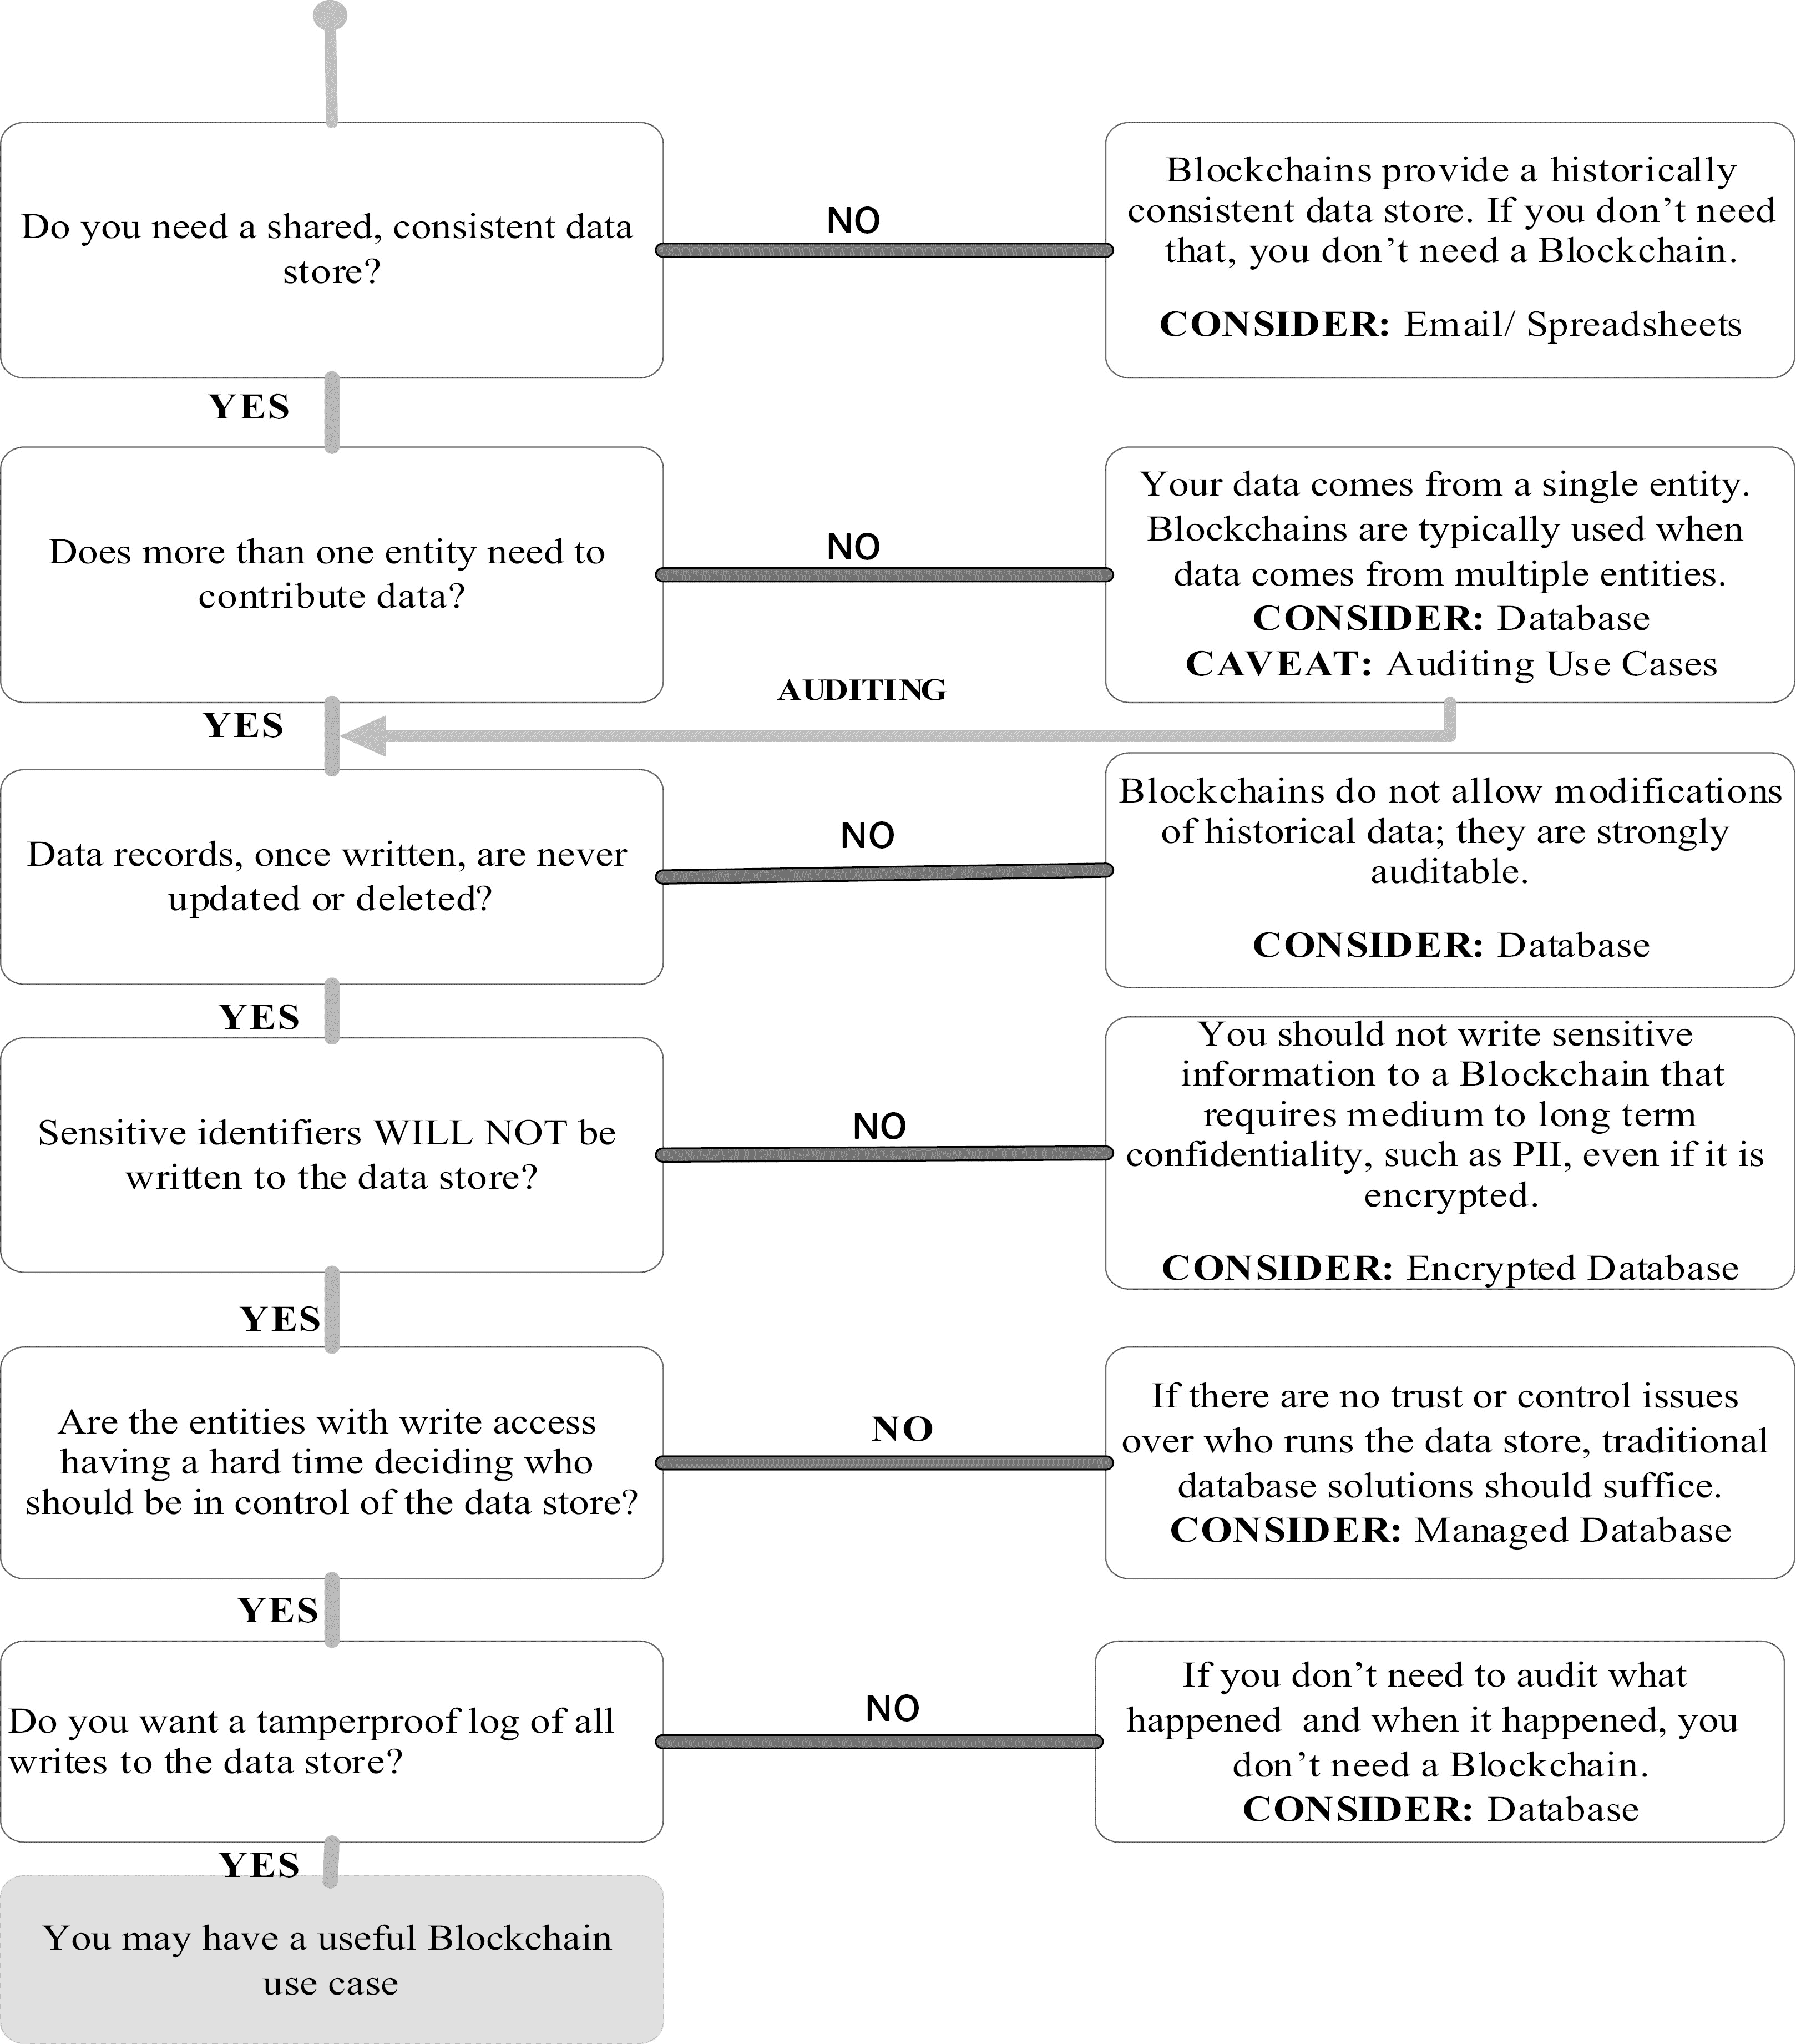 Do you need a shared, consistent data
store?
NO
Blockchains provide a historically
consistent data store. If you don’t need
that, you don’t need a Blockchain.
CONSIDER: Email/ Spreadsheets
YES
Does more than one entity need to
contribute data?
NO
Your data comes from a single entity.
Blockchains are typically used when
data comes from multiple entities.
CONSIDER: Database
CAVEAT: Auditing Use Cases
AUDITING
YES
Data records, once written, are never
updated or deleted?
NO
Blockchains do not allow modifications
of historical data; they are strongly
auditable.
CONSIDER: Database
YES
Sensitive identifiers WILL NOT be
written to the data store?
NO
You should not write sensitive
information to a Blockchain that
requires medium to long term
confidentiality, such as PII, even if it is
encrypted.
CONSIDER: Encrypted Database
YES
Are the entities with write access
having a hard time deciding who
should be in control of the data store?
NO
If there are no trust or control issues
over who runs the data store, traditional
database solutions should suffice.
CONSIDER: Managed Database
YES
Do you want a tamperproof log of all
writes to the data store?
NO
If you don’t need to audit what
happened and when it happened, you
don’t need a Blockchain.
CONSIDER: Database
YES
You may have a useful Blockchain
use case